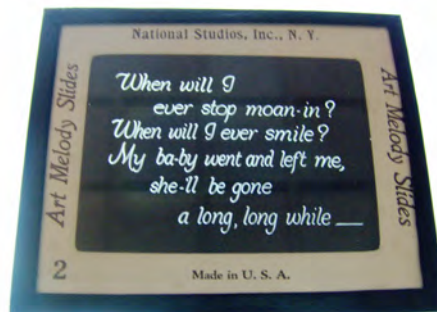 National Studios, Inc., N. Y.
Art Melody Slides
When will I
ever stop moan-in?
When will I ever smile?
My ba-by went and left me,
she-'ll be gone
a long, long while __
Art Melody Slides
2
Made in U. S. A.